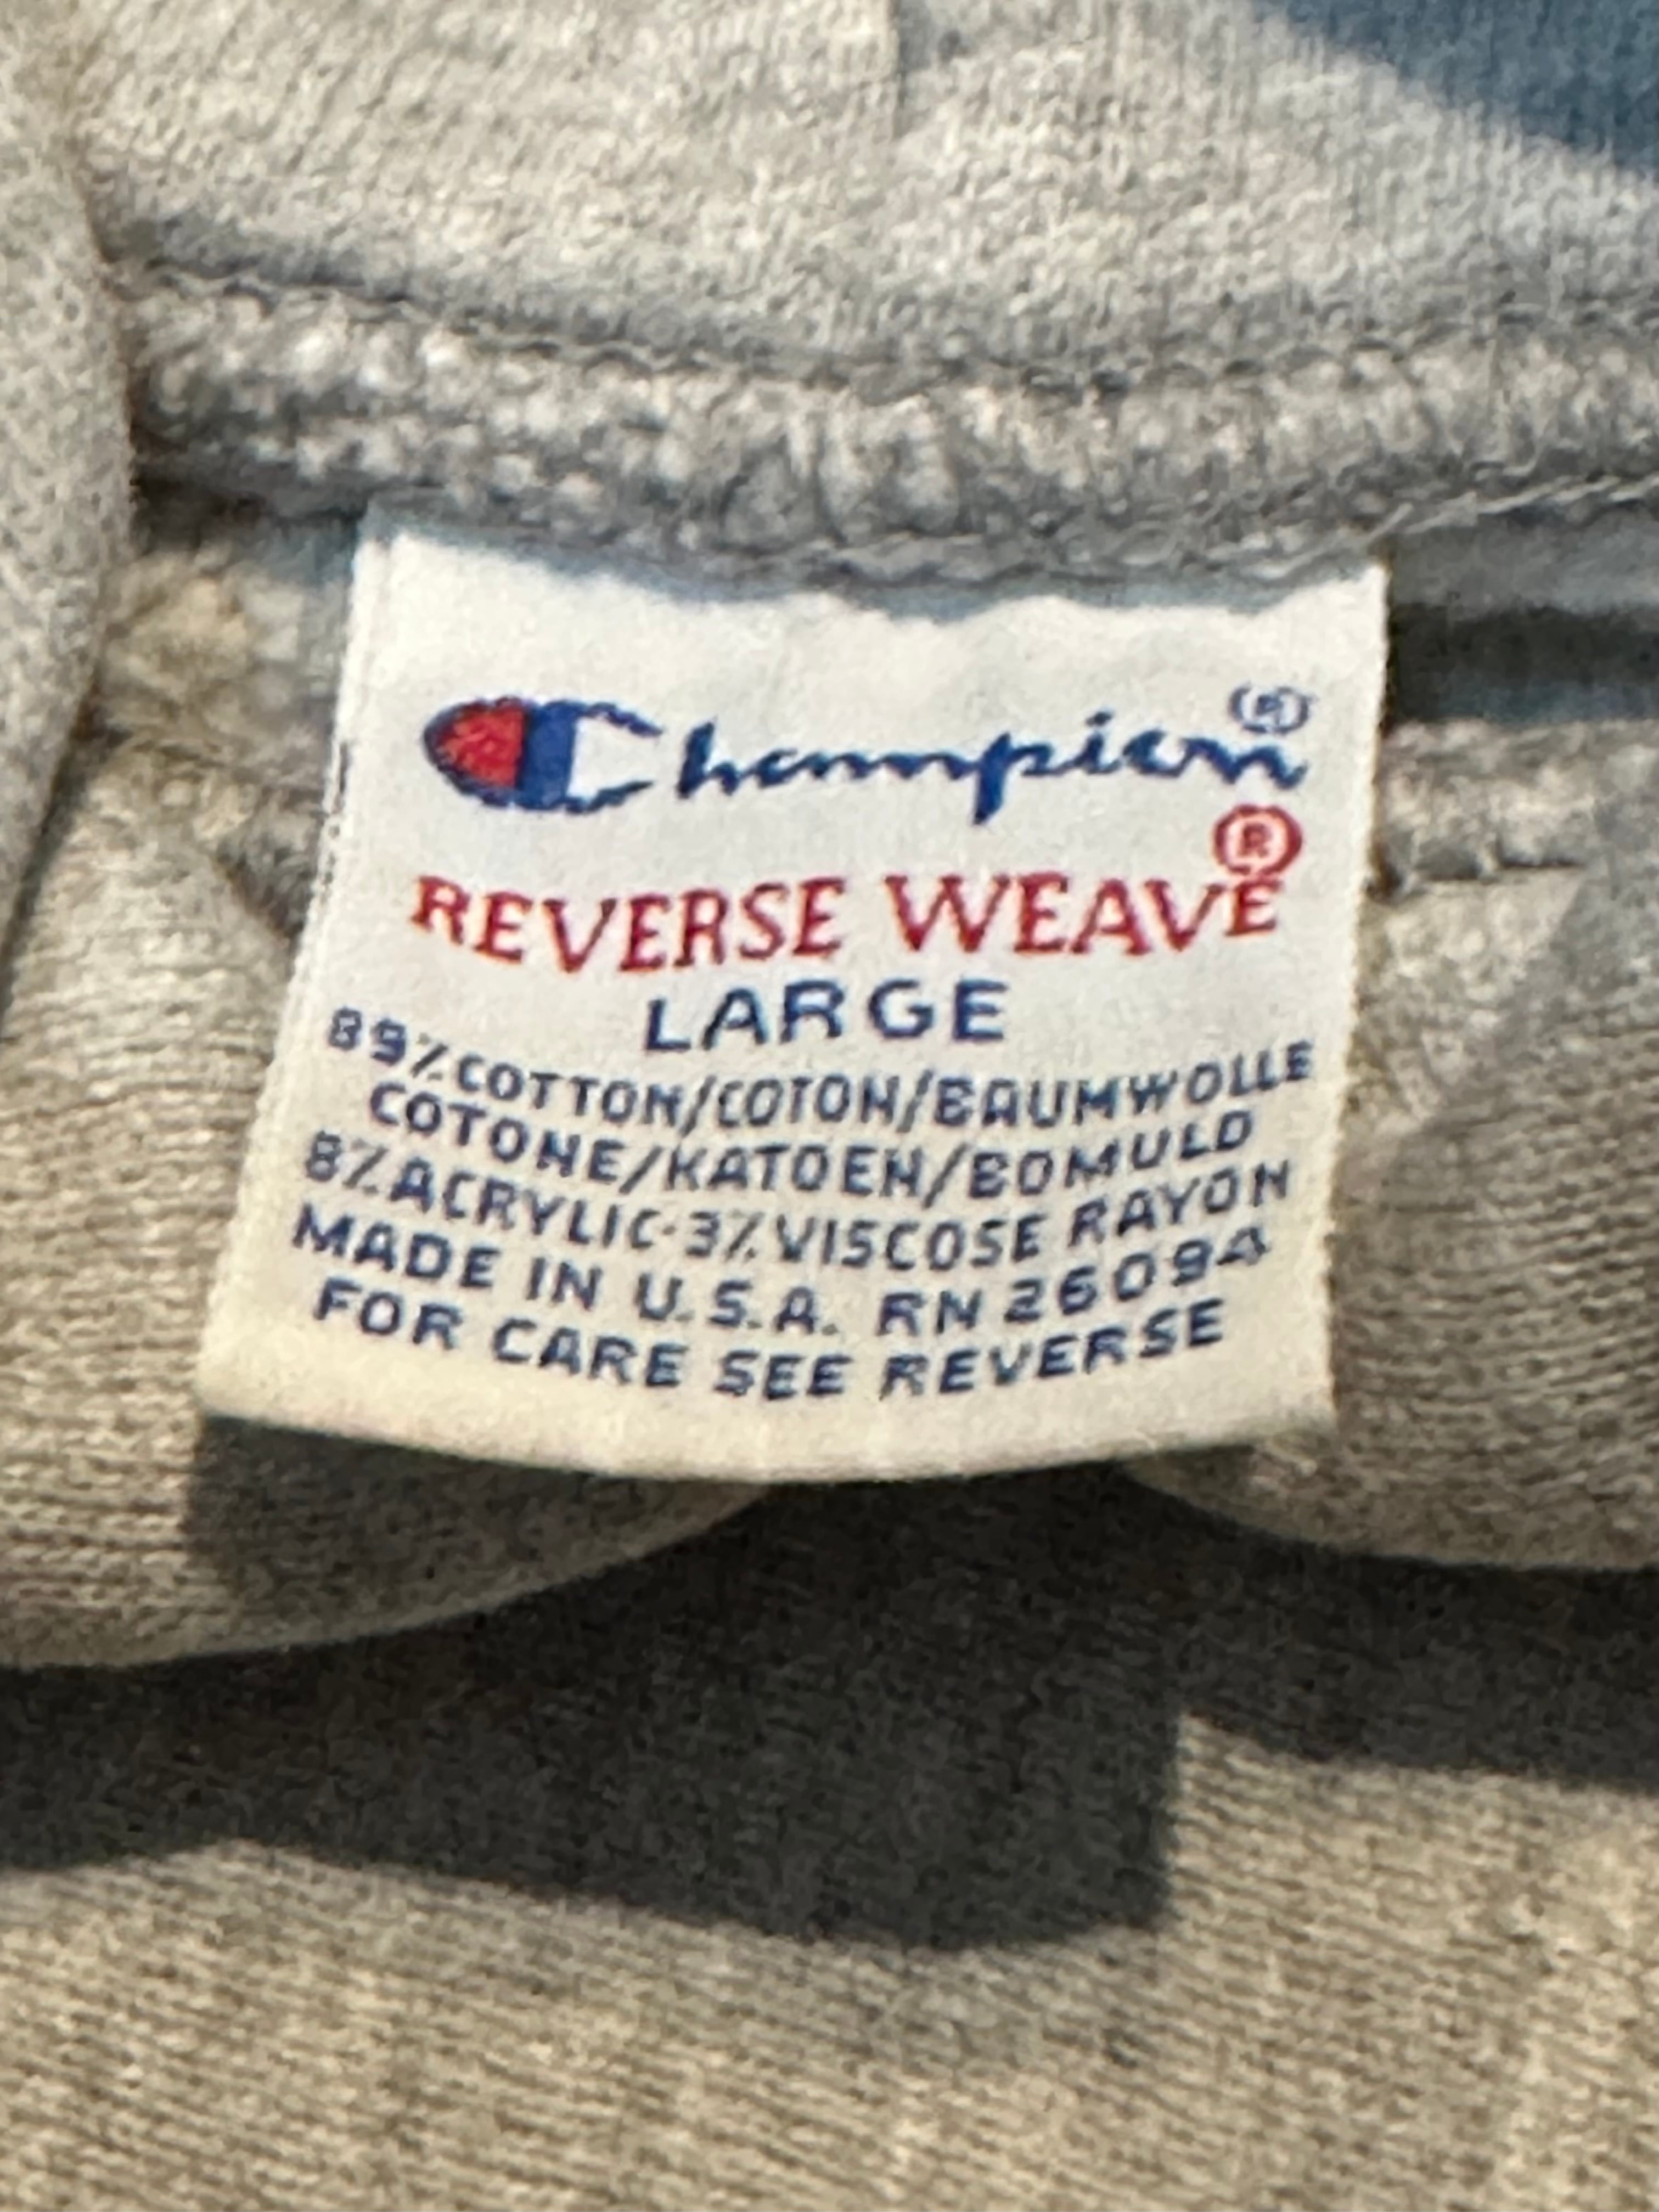 Champion®
REVERSE WEAVE®
LARGE
89% COTTON/COTON/BAUMWOLLE
COTONE/KATOEN/BOMULD
8% ACRYLIC-3% VISCOSE RAYON
MADE IN U.S.A. RN 26094
FOR CARE SEE REVERSE